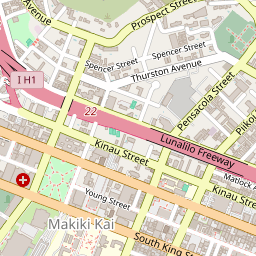 Avenue
Prospect Street
Spencer Street
Spencer Street
Thurston Avenue
I H1
22
Pensacola Street
Lunalilo Freeway
Kinau Street
Kinau Street
Matlock A
Young Street
Makiki Kai
South King St